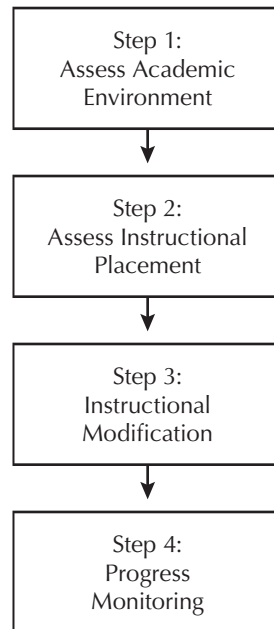 Step 1:
Assess Academic
Environment
Step 2:
Assess Instructional
Placement
Step 3:
Instructional
Modification
Step 4:
Progress
Monitoring